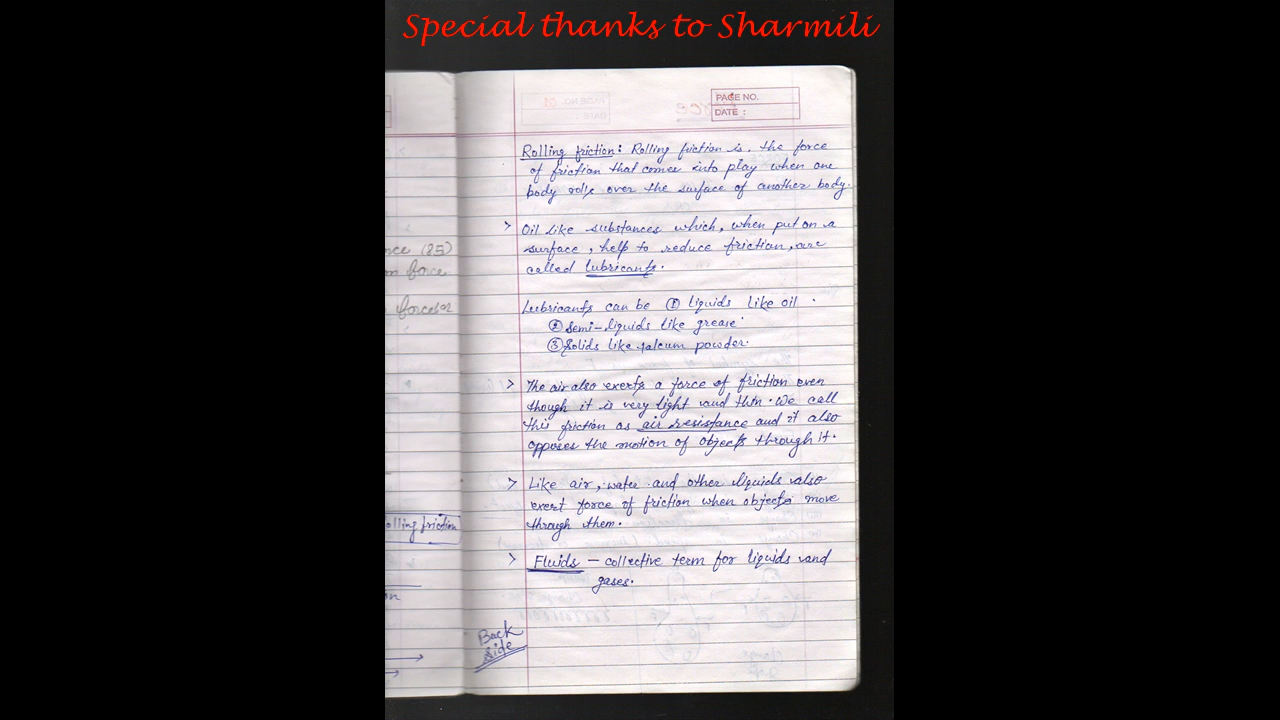 Special thanks to Sharmili
PAGE NO.
DATE :
Rolling friction: Rolling friction is, the force
of friction that comes into play when one
body rolls over the surface of another body.
> Oil like substances which, when put on a
surface, help to reduce friction, are
called lubricants.
Lubricants can be ① liquids like oil
② Semi-liquids like grease
③ Solids like talcum powder.
> The air also exerts a force of friction even
though it is very light and thin. We call
this friction as air resistance and it also
opposes the motion of objects through it.
> Like air, water and other liquids also
exert force of friction when objects move
through them.
> Fluids — collective term for liquids and
gases.
Back
side
nce (85)
force
force or
olling friction
on